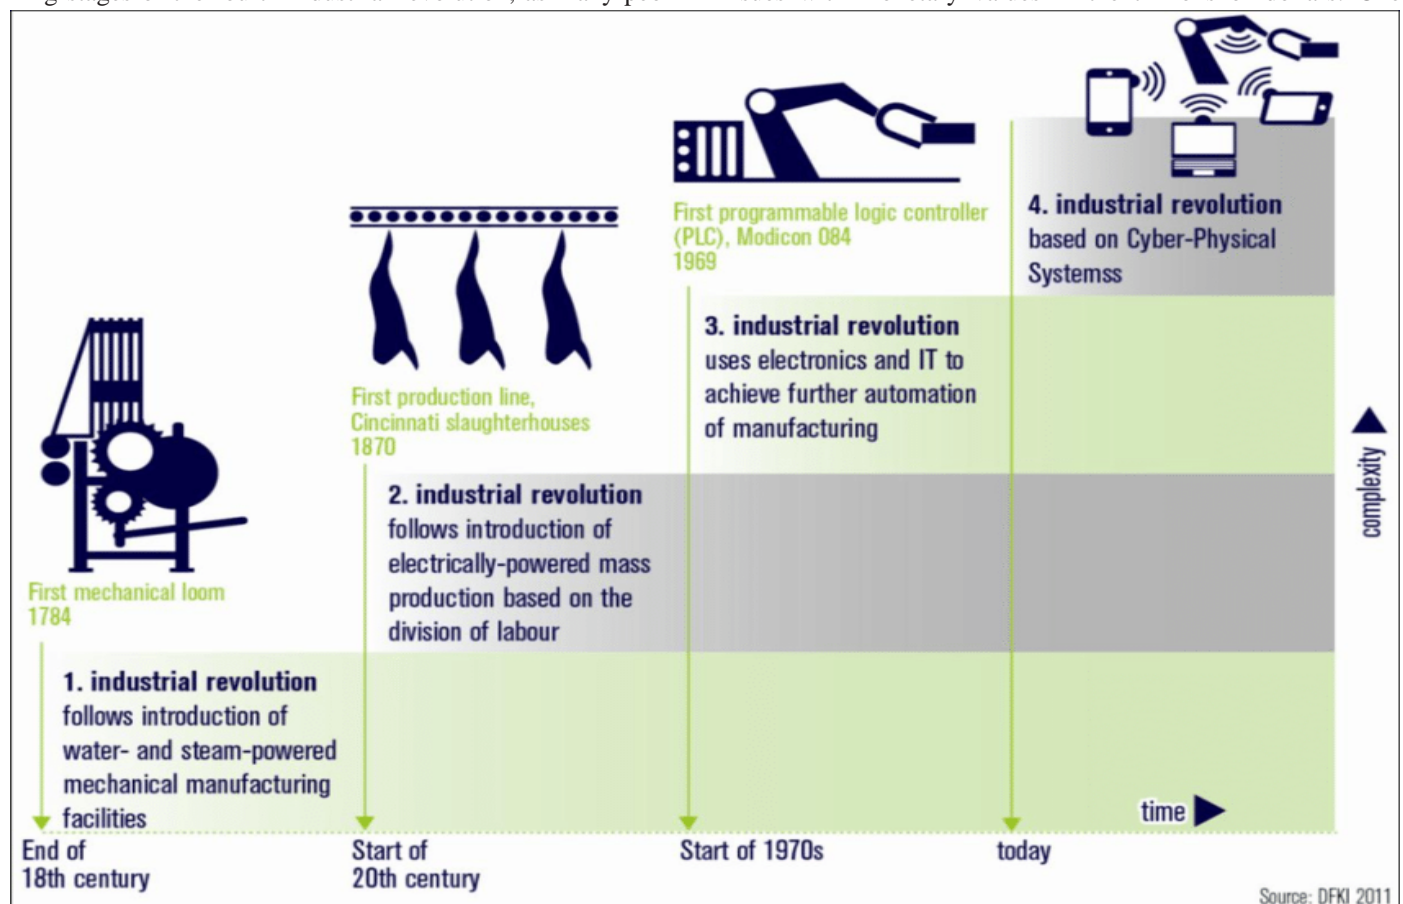 First mechanical loom
1784
1. industrial revolution
follows introduction of
water- and steam-powered
mechanical manufacturing
facilities
End of
18th century
First production line,
Cincinnati slaughterhouses
1870
2. industrial revolution
follows introduction of
electrically-powered mass
production based on the
division of labour
Start of
20th century
First programmable logic controller
(PLC), Modicon 084
1969
3. industrial revolution
uses electronics and IT to
achieve further automation
of manufacturing
Start of 1970s
4. industrial revolution
based on Cyber-Physical
Systemss
today
time
complexity
Source: DFKI 2011